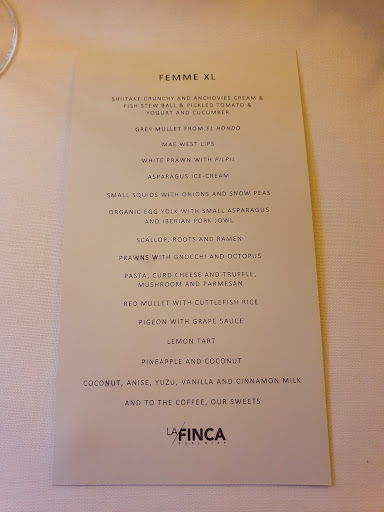 FEMME XL
SHIITAKE CRUNCHY AND ANCHOVIES CREAM &
FISH STEW BALL & PICKLED TOMATO &
YOGURT AND CUCUMBER
GREY MULLET FROM EL HONDO
MAE WEST LIPS
WHITE PRAWN WITH PILPIL
ASPARAGUS ICE-CREAM
SMALL SQUIDS WITH ONIONS AND SNOW PEAS
ORGANIC EGG YOLK WITH SMALL ASPARAGUS
AND IBERIAN PORK JOWL
SCALLOP, ROOTS AND RAMEN
PRAWNS WITH GNOCCHI AND OCTOPUS
PASTA, CURD CHEESE AND TRUFFLE,
MUSHROOM AND PARMESAN
RED MULLET WITH CUTTLEFISH RICE
PIGEON WITH GRAPE SAUCE
LEMON TART
PINEAPPLE AND COCONUT
COCONUT, ANISE, YUZU, VANILLA AND CINNAMON MILK
AND TO THE COFFEE, OUR SWEETS
LA/FINCA